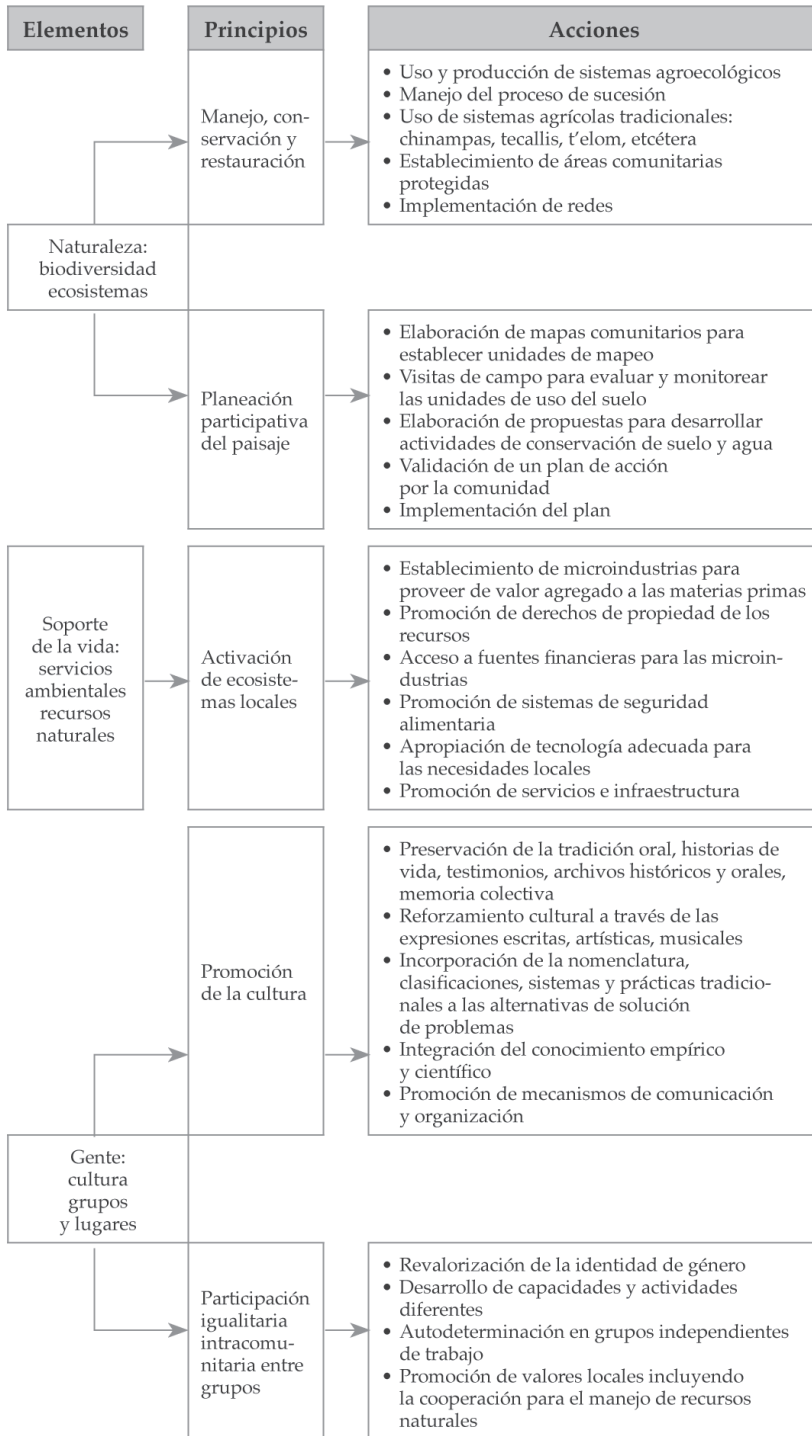 Elementos
Principios
Acciones
Naturaleza:
biodiversidad
ecosistemas
Manejo, con-
servación y
restauración
• Uso y producción de sistemas agroecológicos
• Manejo del proceso de sucesión
• Uso de sistemas agrícolas tradicionales:
chinampas, tecallis, t'elom, etcétera
• Establecimiento de áreas comunitarias
protegidas
• Implementación de redes
Planeación
participativa
del paisaje
• Elaboración de mapas comunitarios para
establecer unidades de mapeo
• Visitas de campo para evaluar y monitorear
las unidades de uso del suelo
• Elaboración de propuestas para desarrollar
actividades de conservación de suelo y agua
• Validación de un plan de acción
por la comunidad
• Implementación del plan
Soporte
de la vida:
servicios
ambientales
recursos
naturales
Activación
de ecosiste-
mas locales
• Establecimiento de microindustrias para
proveer de valor agregado a las materias primas
• Promoción de derechos de propiedad de los
recursos
• Acceso a fuentes financieras para las microin-
dustrias
• Promoción de sistemas de seguridad
alimentaria
• Apropiación de tecnología adecuada para
las necesidades locales
• Promoción de servicios e infraestructura
Gente:
cultura
grupos
y lugares
Promoción
de la cultura
• Preservación de la tradición oral, historias de
vida, testimonios, archivos históricos y orales,
memoria colectiva
• Reforzamiento cultural a través de las
expresiones escritas, artísticas, musicales
• Incorporación de la nomenclatura,
clasificaciones, sistemas y prácticas tradicio-
nales a las alternativas de solución
de problemas
• Integración del conocimiento empírico
y científico
• Promoción de mecanismos de comunicación
y organización
Participación
igualitaria
intracomu-
nitaria entre
grupos
• Revalorización de la identidad de género
• Desarrollo de capacidades y actividades
diferentes
• Autodeterminación en grupos independientes
de trabajo
• Promoción de valores locales incluyendo
la cooperación para el manejo de recursos
naturales